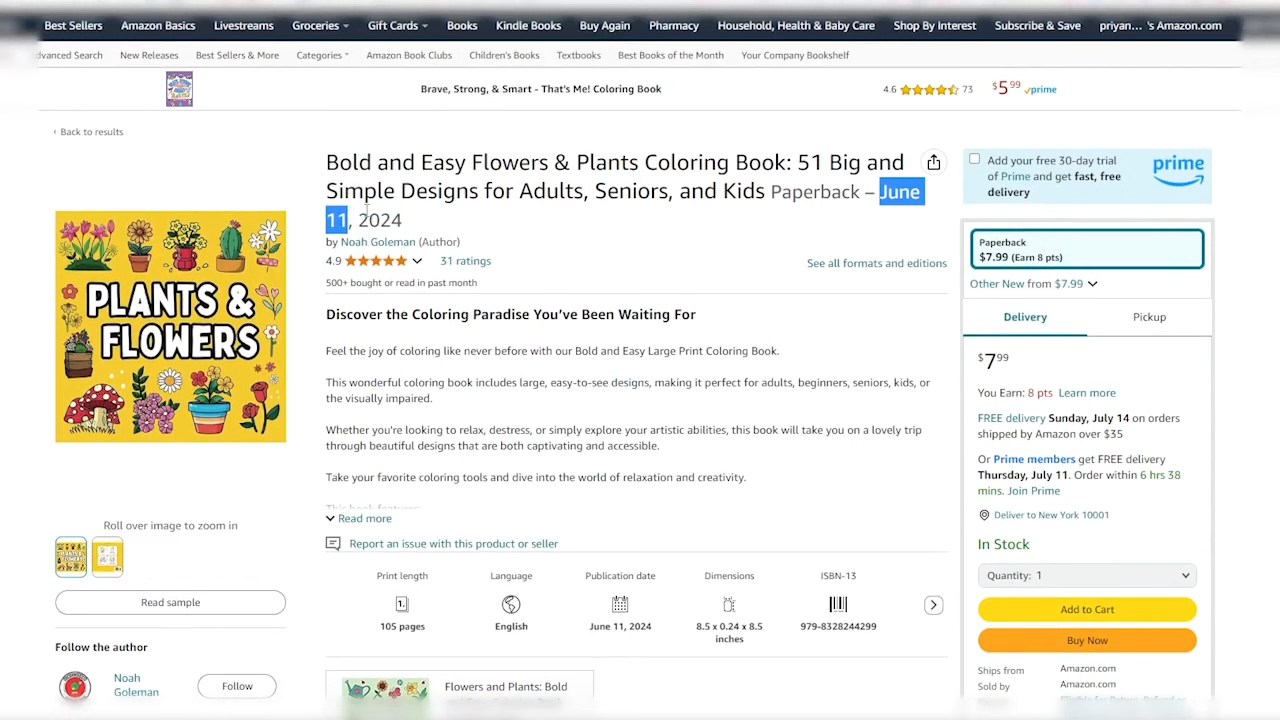 Best Sellers Amazon Basics Livestreams Groceries Gift Cards Books Kindle Books Buy Again Pharmacy Household, Health & Baby Care Shop By Interest Subscribe & Save priyan... 's Amazon.com
dvanced Search New Releases Best Sellers & More Categories Amazon Book Clubs Children's Books Textbooks Best Books of the Month Your Company Bookshelf
Brave, Strong, & Smart - That's Me! Coloring Book 4.6 73 $5 99 prime
Back to results
Bold and Easy Flowers & Plants Coloring Book: 51 Big and
Simple Designs for Adults, Seniors, and Kids Paperback – June
11, 2024
by Noah Goleman (Author)
4.9 31 ratings
See all formats and editions
500+ bought or read in past month
Discover the Coloring Paradise You've Been Waiting For
Feel the joy of coloring like never before with our Bold and Easy Large Print Coloring Book.
This wonderful coloring book includes large, easy-to-see designs, making it perfect for adults, beginners, seniors, kids, or
the visually impaired.
Whether you're looking to relax, destress, or simply explore your artistic abilities, this book will take you on a lovely trip
through beautiful designs that are both captivating and accessible.
Take your favorite coloring tools and dive into the world of relaxation and creativity.
This book features:
Read more
Report an issue with this product or seller
Print length Language Publication date Dimensions ISBN-13
105 pages English June 11, 2024 8.5 x 0.24 x 8.5 979-8328244299
inches
Flowers and Plants: Bold
PLANTS &
FLOWERS
Roll over image to zoom in
Read sample
Follow the author
Noah
Goleman
Follow
Add your free 30-day trial
of Prime and get fast, free
delivery
prime
Paperback
$7.99 (Earn 8 pts)
Other New from $7.99
Delivery Pickup
$7 99
You Earn: 8 pts Learn more
FREE delivery Sunday, July 14 on orders
shipped by Amazon over $35
Or Prime members get FREE delivery
Thursday, July 11. Order within 6 hrs 38
mins. Join Prime
Deliver to New York 10001
In Stock
Quantity: 1
Add to Cart
Buy Now
Ships from Amazon.com
Sold by Amazon.com